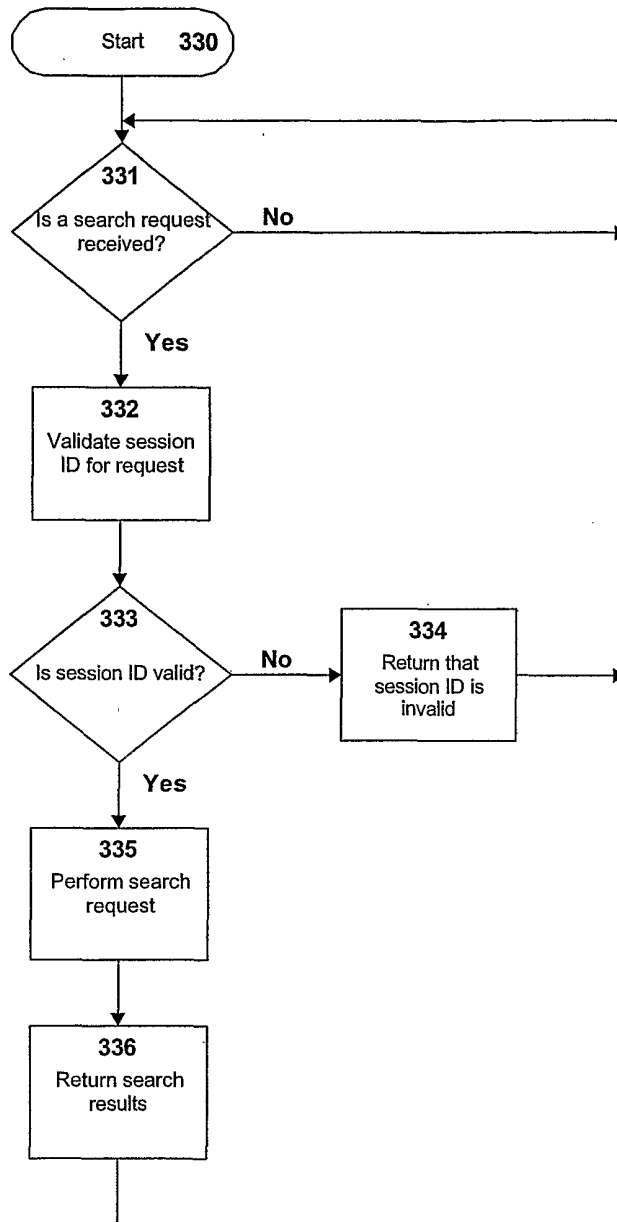 Start 330
331
Is a search request
received?
No
Yes
332
Validate session
ID for request
333
Is session ID valid?
No
334
Return that
session ID is
invalid
Yes
335
Perform search
request
336
Return search
results